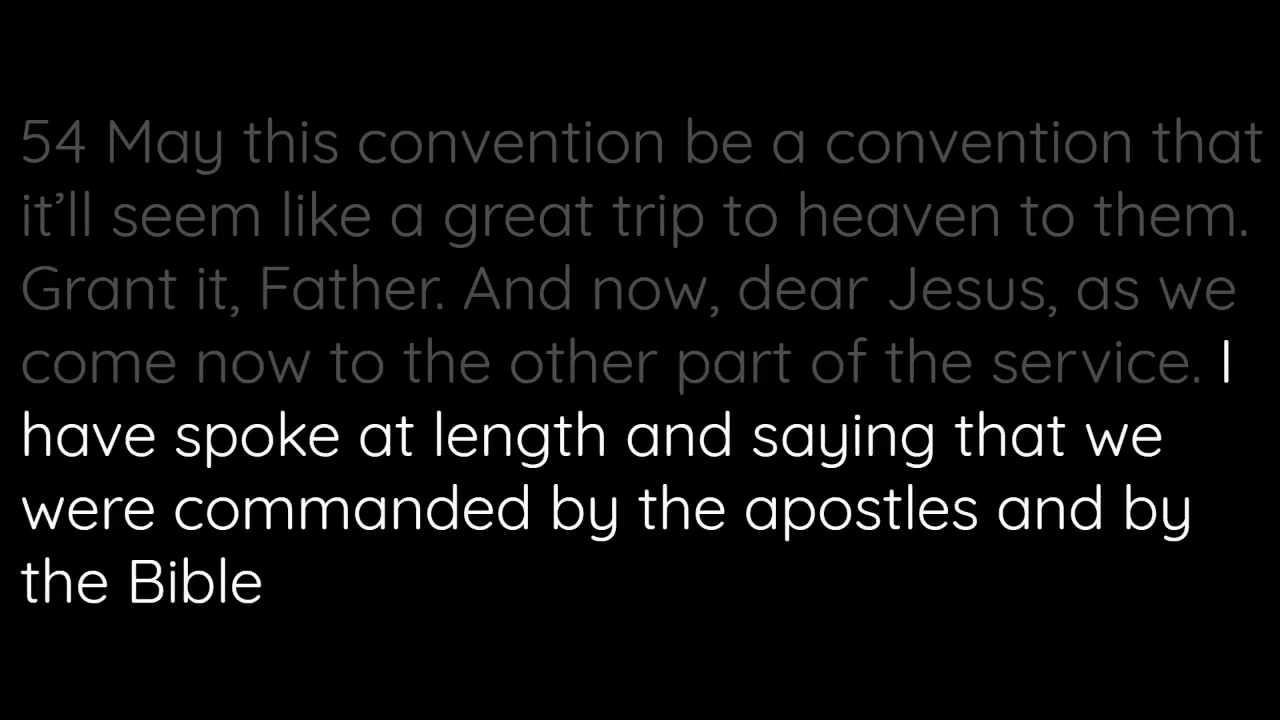 54 May this convention be a convention that
it’ll seem like a great trip to heaven to them.
Grant it, Father. And now, dear Jesus, as we
come now to the other part of the service. I
have spoke at length and saying that we
were commanded by the apostles and by
the Bible